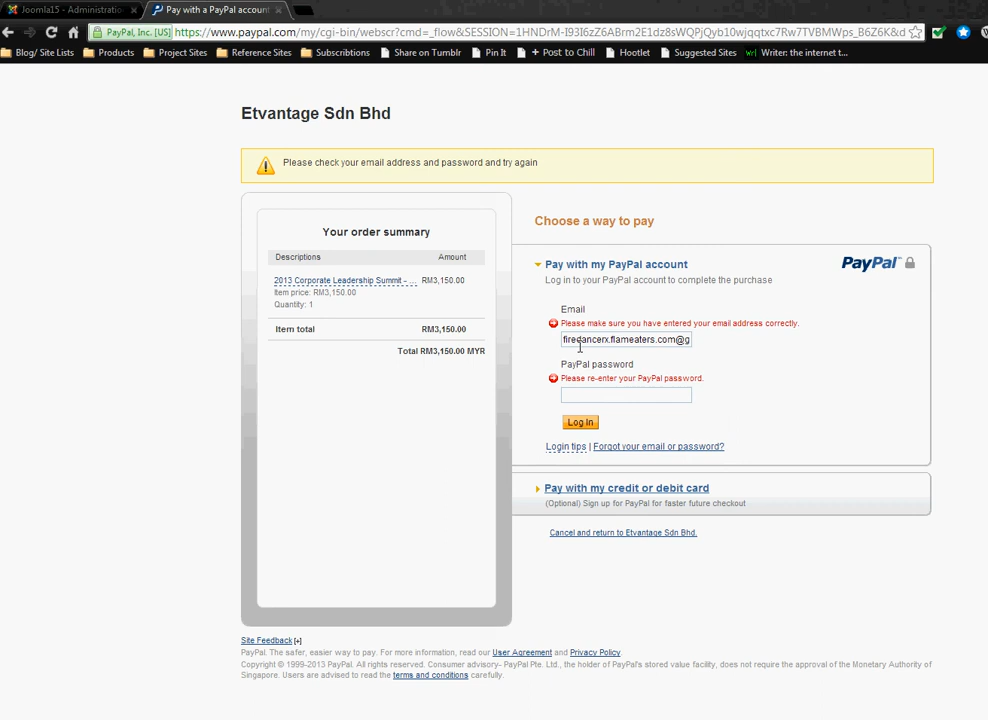 Joomla15 - Administratio
Pay with a PayPal account
PayPal, Inc. [US]
https://www.paypal.com/my/cgi-bin/webscr?cmd=_flow&SESSION=
Blog/ Site Lists
Products
Project Sites
Reference Sites
Subscriptions
Share on Tumblr
Pin It
+ Post to Chill
Hootlet
Suggested Sites
Writer: the internet t...
Etvantage Sdn Bhd
Please check your email address and password and try again
Your order summary
Descriptions Amount
2013 Corporate Leadership Summit - ... RM3,150.00
Item price: RM3,150.00
Quantity: 1
Item total RM3,150.00
Total RM3,150.00 MYR
Choose a way to pay
Pay with my PayPal account
PayPal
Log in to your PayPal account to complete the purchase
Email
Please make sure you have entered your email address correctly.
firedancerx.flameaters.com@g
PayPal password
Please re-enter your PayPal password.
Log In
Login tips | Forgot your email or password?
Pay with my credit or debit card
(Optional) Sign up for PayPal for faster future checkout
Cancel and return to Etvantage Sdn Bhd.
Site Feedback [+]
PayPal. The safer, easier way to pay. For more information, read our User Agreement and Privacy Policy.
Copyright © 1999-2013 PayPal. All rights reserved. Consumer advisory- PayPal Pte. Ltd., the holder of PayPal's stored value facility, does not require the approval of the Monetary Authority of
Singapore. Users are advised to read the terms and conditions carefully.